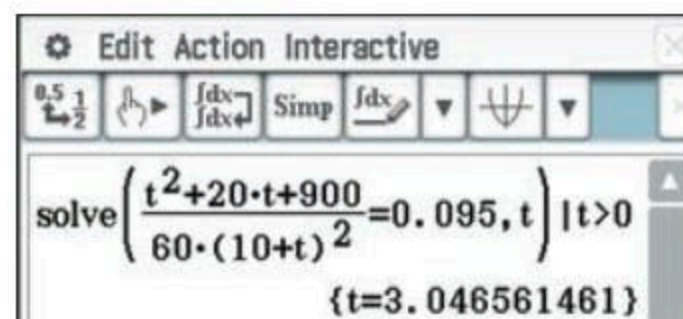 Edit Action Interactive
0.5 1/2 ∫dx ∫dx Simp ∫dx
solve((t²+20·t+900)/(60·(10+t)²)=0.095, t)|t>0
{t=3.046561461}